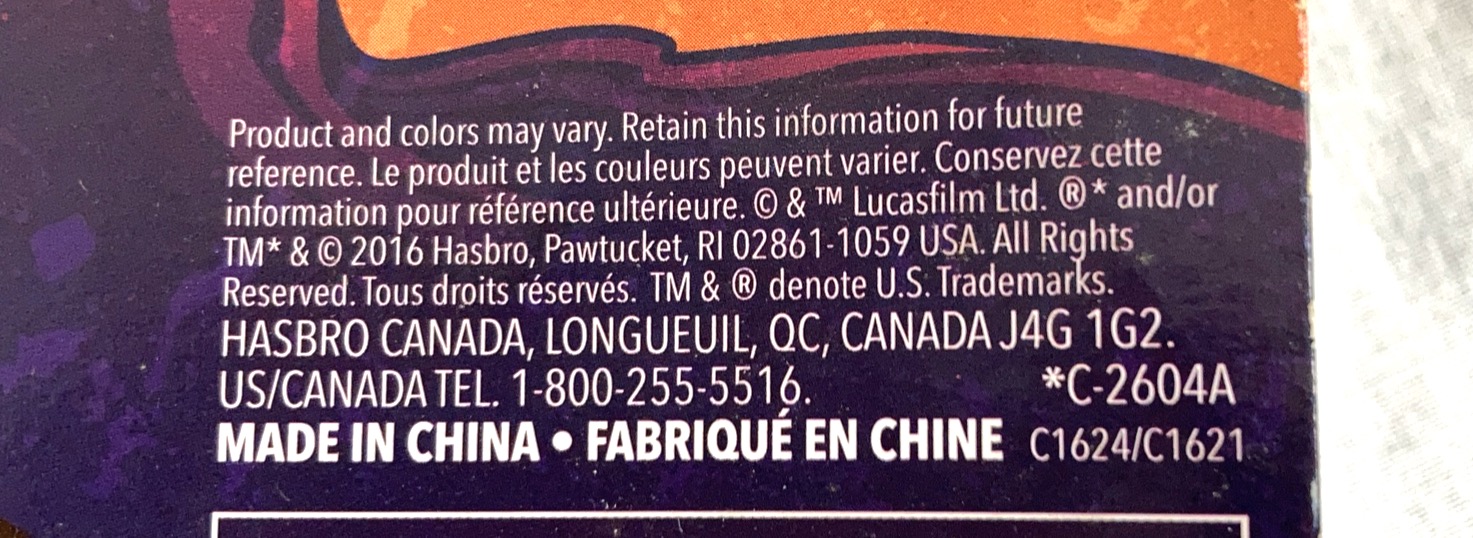 Product and colors may vary. Retain this information for future
reference. Le produit et les couleurs peuvent varier. Conservez cette
information pour référence ultérieure. © & ™ Lucasfilm Ltd. ®* and/or
TM* & © 2016 Hasbro, Pawtucket, RI 02861-1059 USA. All Rights
Reserved. Tous droits réservés. TM & ® denote U.S. Trademarks.
HASBRO CANADA, LONGUEUIL, QC, CANADA J4G 1G2.
US/CANADA TEL. 1-800-255-5516. *C-2604A
MADE IN CHINA • FABRIQUÉ EN CHINE C1624/C1621